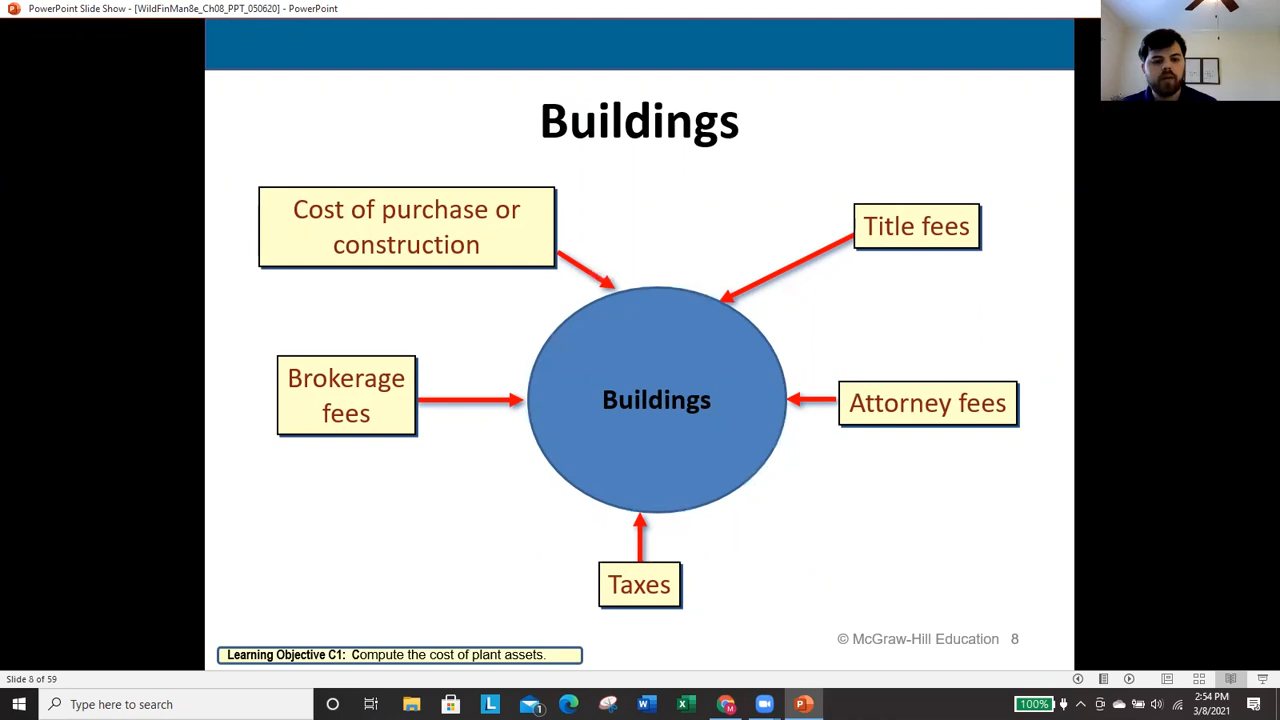 PowerPoint Slide Show - [WildFinMan8e_Ch08_PPT_050620] - PowerPoint
Buildings
Cost of purchase or
construction
Title fees
Brokerage
fees
Buildings
Attorney fees
Taxes
© McGraw-Hill Education 8
Learning Objective C1: Compute the cost of plant assets.
Slide 8 of 59
Type here to search
100%
2:54 PM
3/8/2021